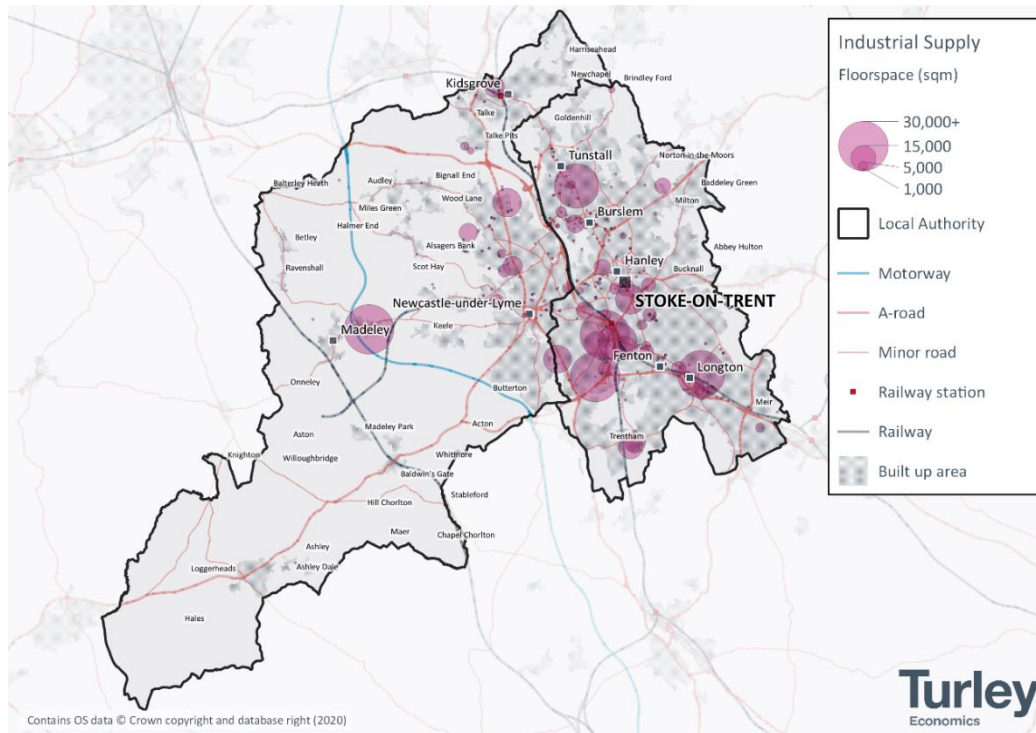 Industrial Supply
Floorspace (sqm)
30,000+
15,000
5,000
1,000
Local Authority
Motorway
A-road
Minor road
Railway station
Railway
Built up area
Harriseahead
Newchapel
Brindley Ford
Kidsgrove
Talke
Goldenhill
Talke Pits
Tunstall
Norton-in-the-Moors
Bignall End
Baddeley Green
Balterley Heath
Audley
Wood Lane
Milton
Miles Green
Burslem
Halmer End
Betley
Alsagers Bank
Abbey Hulton
Ravenshall
Scot Hay
Hanley
Bucknall
Newcastle-under-Lyme
STOKE-ON-TRENT
Madeley
Keele
Fenton
Longton
Onneley
Butterton
Meir
Madeley Park
Acton
Aston
Trentham
Knighton
Willoughbridge
Whitmore
Baldwin's Gate
Stableford
Hill Chorlton
Maer
Chapel Chorlton
Ashley
Loggerheads
Ashley Dale
Hales
Turley
Economics
Contains OS data © Crown copyright and database right (2020)